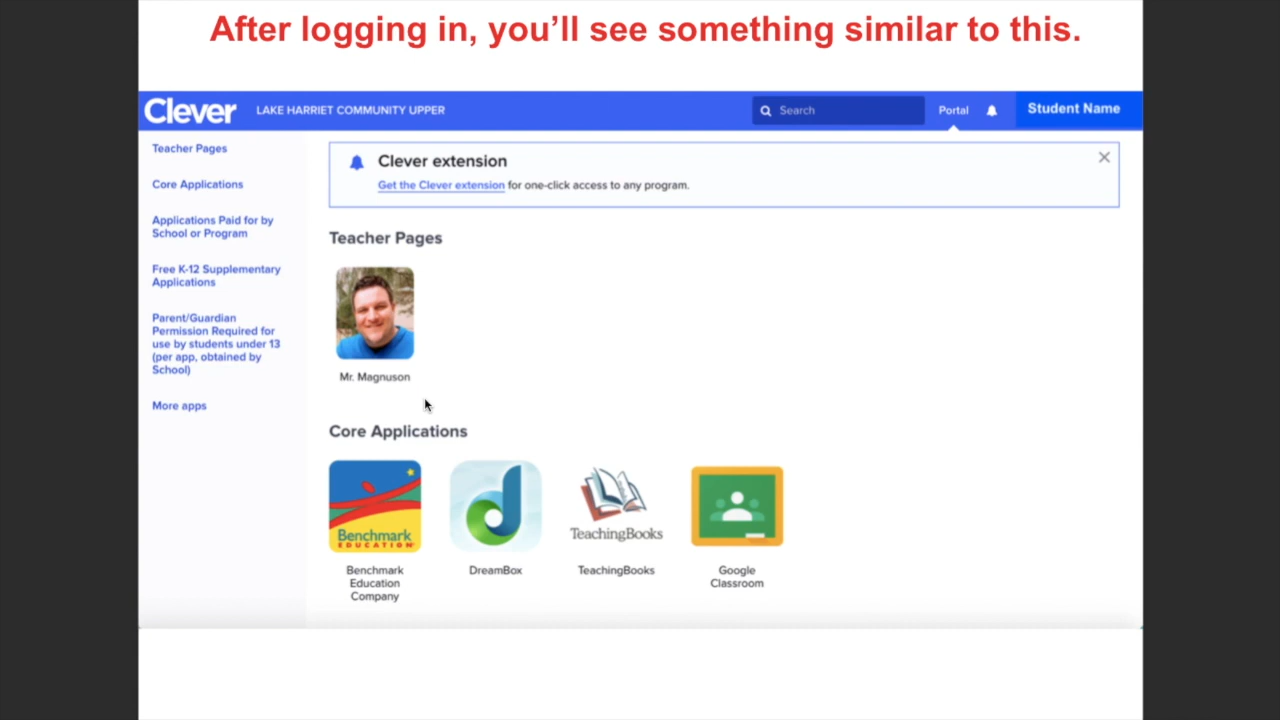 After logging in, you’ll see something similar to this.
Clever LAKE HARRIET COMMUNITY UPPER Search Portal Student Name
Teacher Pages
Core Applications
Applications Paid for by
School or Program
Free K-12 Supplementary
Applications
Parent/Guardian
Permission Required for
use by students under 13
(per app, obtained by
School)
More apps
Clever extension
Get the Clever extension for one-click access to any program.
Teacher Pages
Mr. Magnuson
Core Applications
Benchmark
EDUCATION
TeachingBooks
Benchmark
Education
Company
DreamBox
TeachingBooks
Google
Classroom